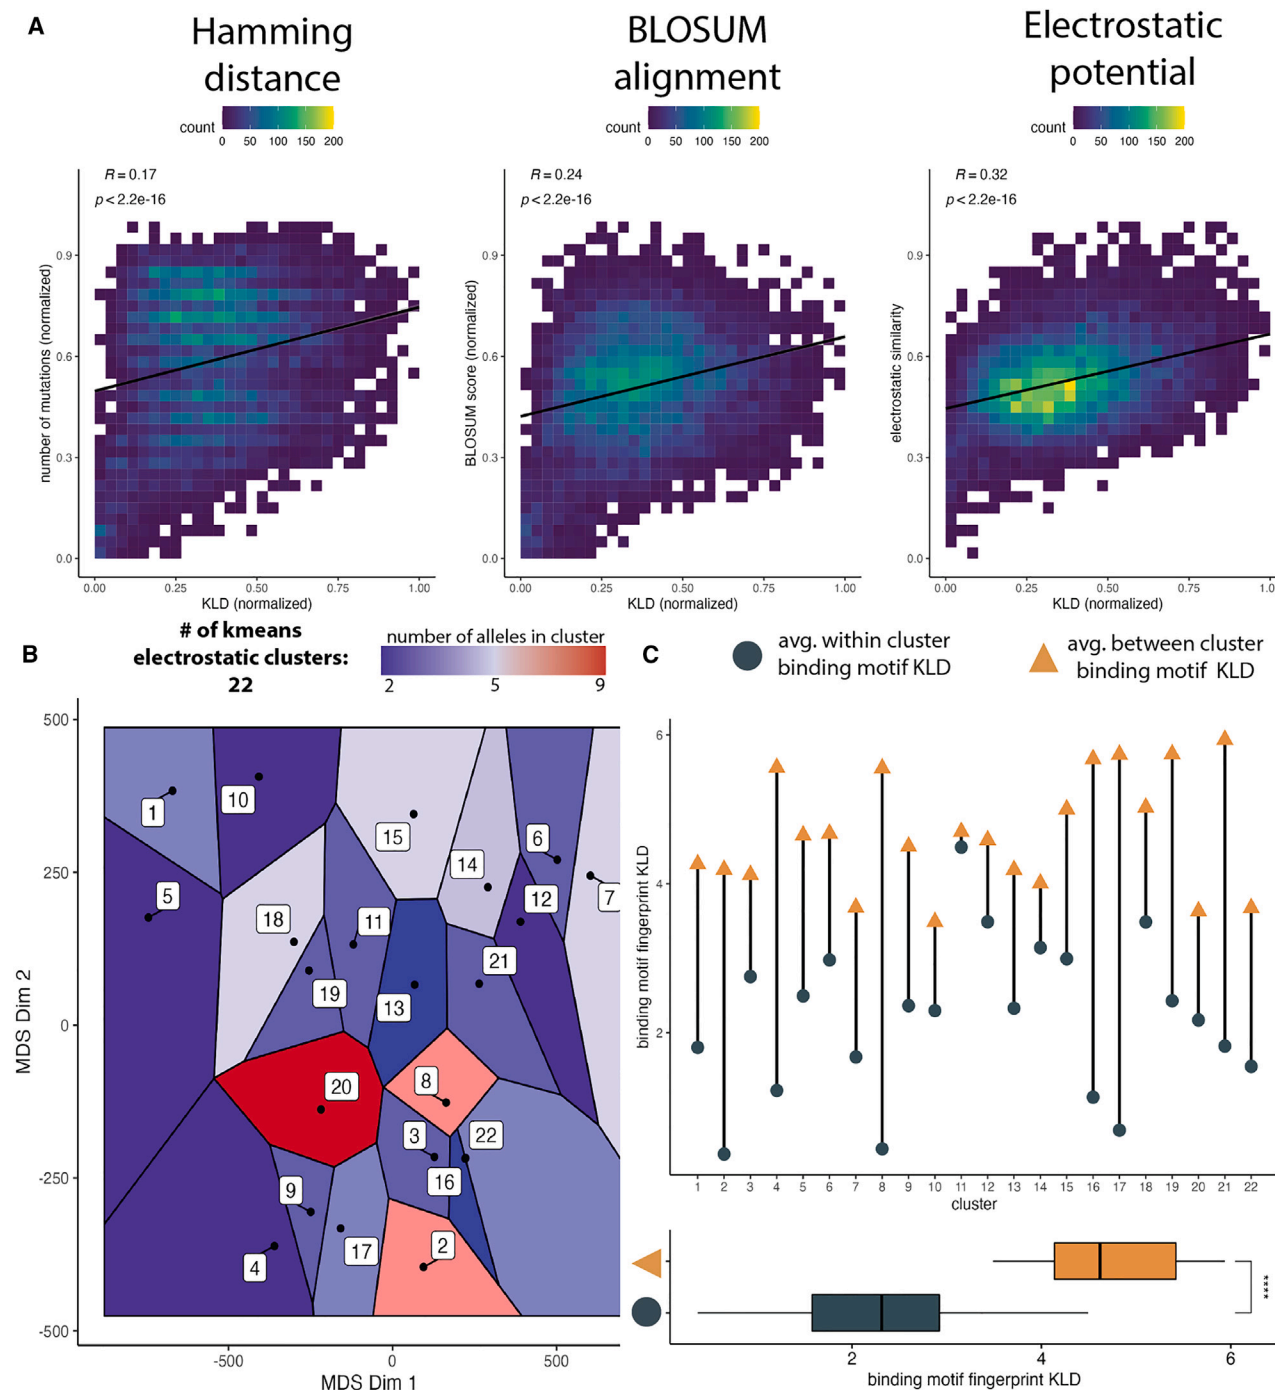 A
Hamming
distance
BLOSUM
alignment
Electrostatic
potential
count
0 50 100 150 200
count
0 50 100 150 200
count
0 50 100 150 200
R = 0.17
p < 2.2e-16
R = 0.24
p < 2.2e-16
R = 0.32
p < 2.2e-16
number of mutations (normalized)
0.9
0.6
0.3
0.0
BLOSUM score (normalized)
0.9
0.6
0.3
0.0
electrostatic similarity
0.9
0.6
0.3
0.0
0.00 0.25 0.50 0.75 1.00
KLD (normalized)
0.00 0.25 0.50 0.75 1.00
KLD (normalized)
0.00 0.25 0.50 0.75 1.0
KLD (normalized)
B
# of kmeans
electrostatic clusters:
22
number of alleles in cluster
2 5 9
MDS Dim 2
500
250
0
-250
-500
1
10
15
6
14
7
5
12
18
11
21
19
13
20
8
3
22
16
9
17
2
4
-500 0 500
MDS Dim 1
C
avg. within cluster
binding motif KLD
avg. between cluster
binding motif KLD
binding motif fingerprint KLD
6
4
2
1 2 3 4 5 6 7 8 9 10 11 12 13 14 15 16 17 18 19 20 21 22
cluster
****
2 4 6
binding motif fingerprint KLD